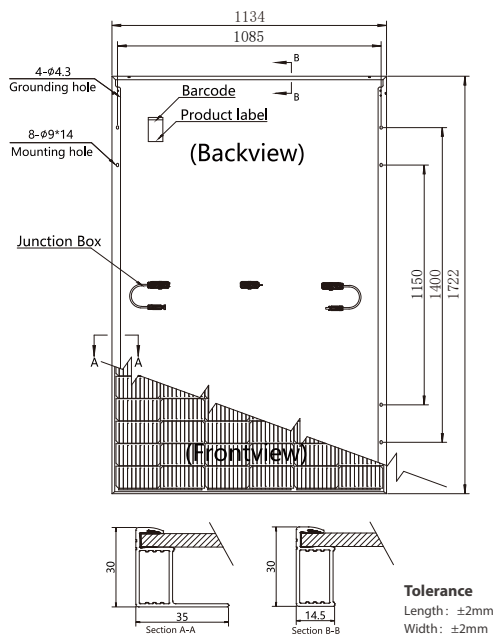 1134
1085
B
B
4-φ4.3
Grounding hole
Barcode
Product label
8-φ9*14
Mounting hole
(Backview)
Junction Box
1150
1400
1722
A
A
(Frontview)
30
35
Section A-A
30
14.5
Section B-B
Tolerance
Length: ±2mm
Width: ±2mm